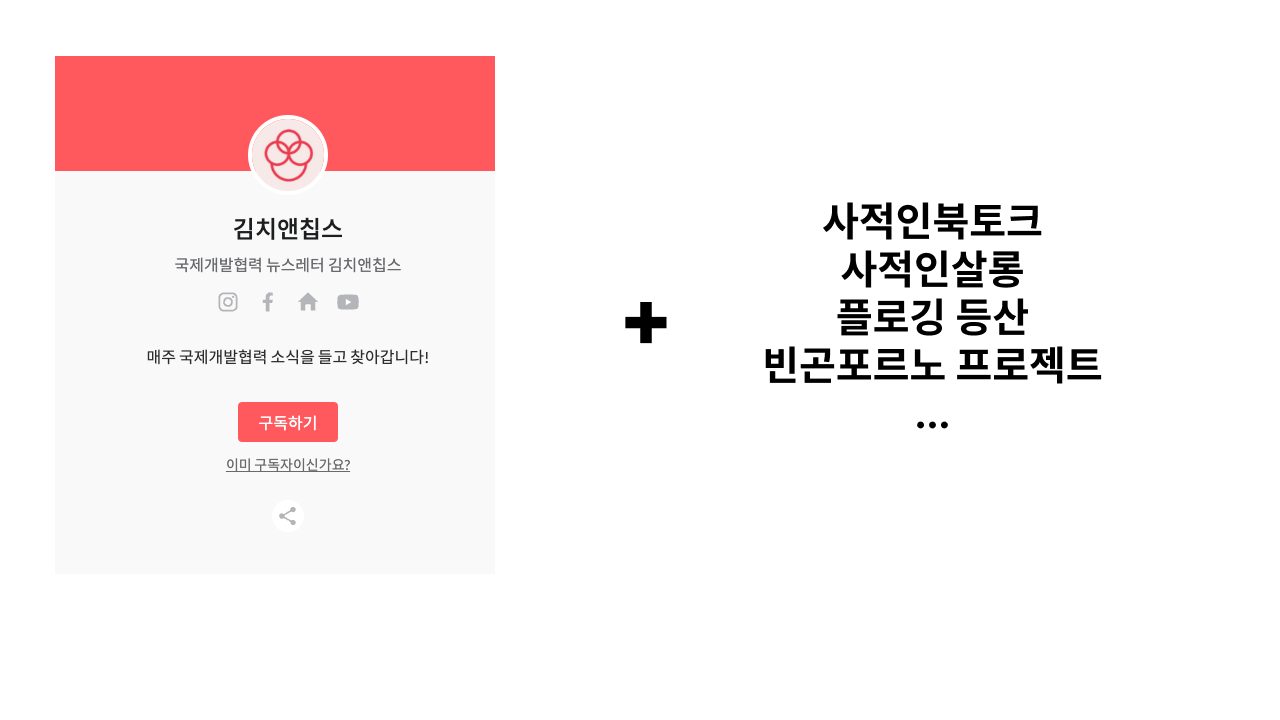 김치앤칩스
국제개발협력 뉴스레터 김치앤칩스
매주 국제개발협력 소식을 들고 찾아갑니다!
구독하기
이미 구독자이신가요?
사적인북토크
사적인살롱
플로깅 등산
빈곤포르노 프로젝트
...